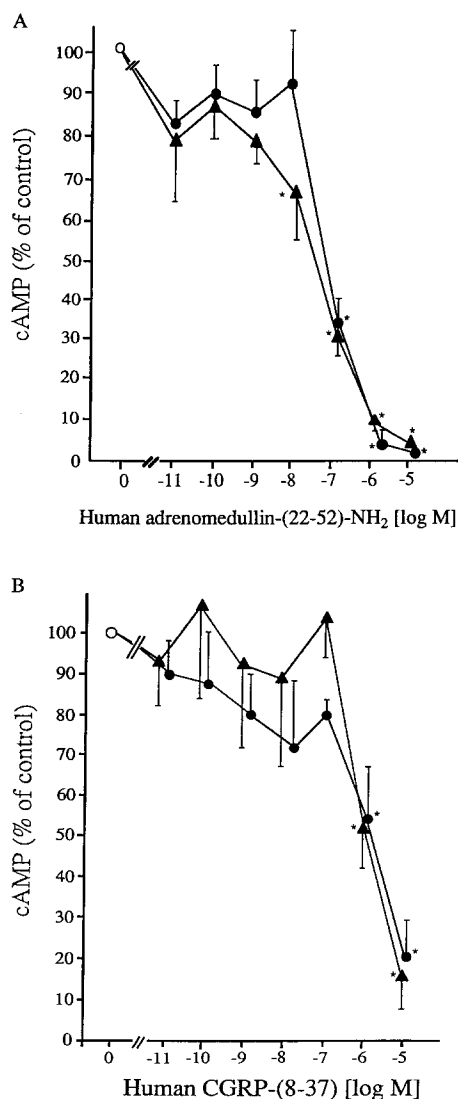 A
100
90
80
70
60
50
40
30
20
10
0
cAMP (% of control)
* * * * * * *
0 -11 -10 -9 -8 -7 -6 -5
Human adrenomedullin-(22-52)-NH₂ [log M]
B
100
90
80
70
60
50
40
30
20
10
0
cAMP (% of control)
* * * *
0 -11 -10 -9 -8 -7 -6 -5
Human CGRP-(8-37) [log M]